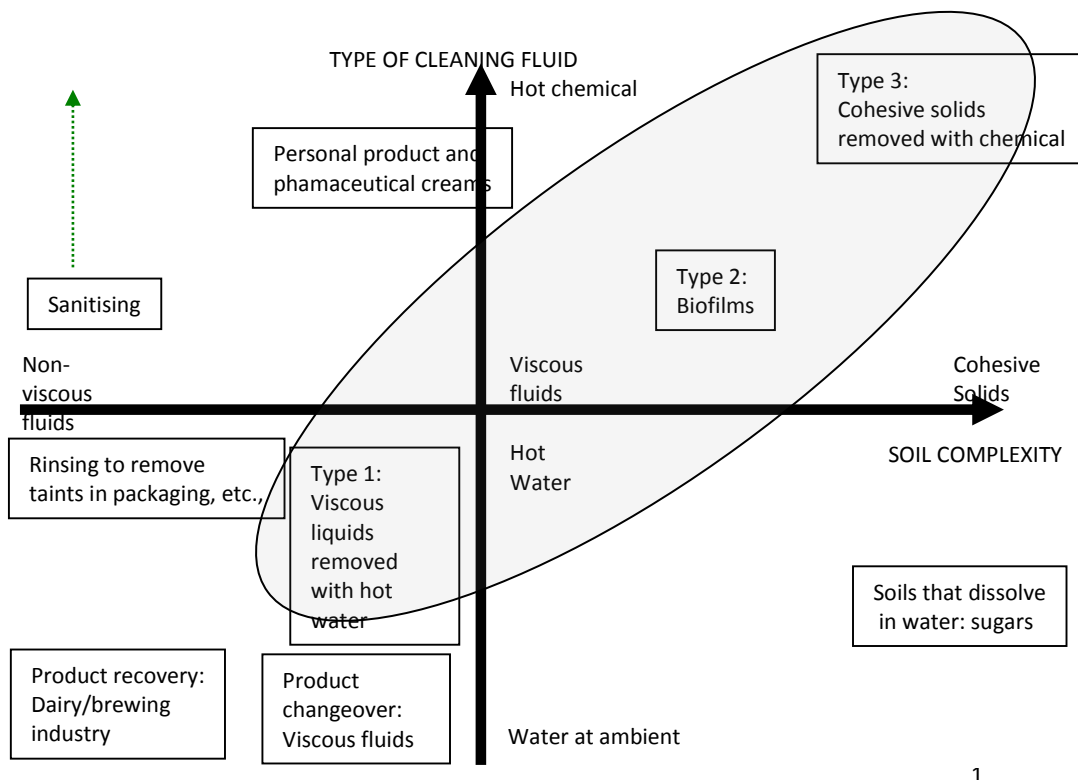 TYPE OF CLEANING FLUID
Hot chemical
Type 3:
Cohesive solids
removed with chemical
Personal product and
phamaceutical creams
Type 2:
Biofilms
Sanitising
Non-
viscous
fluids
Viscous
fluids
Cohesive
Solids
Rinsing to remove
taints in packaging, etc.,
Type 1:
Viscous
liquids
removed
with hot
water
Hot
Water
SOIL COMPLEXITY
Soils that dissolve
in water: sugars
Product recovery:
Dairy/brewing
industry
Product
changeover:
Viscous fluids
Water at ambient
1